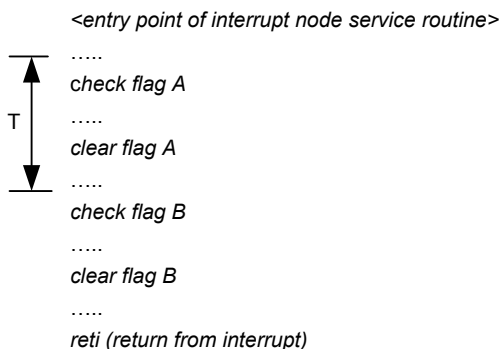 <entry point of interrupt node service routine>
.....
check flag A
T
.....
clear flag A
.....
check flag B
.....
clear flag B
.....
reti (return from interrupt)